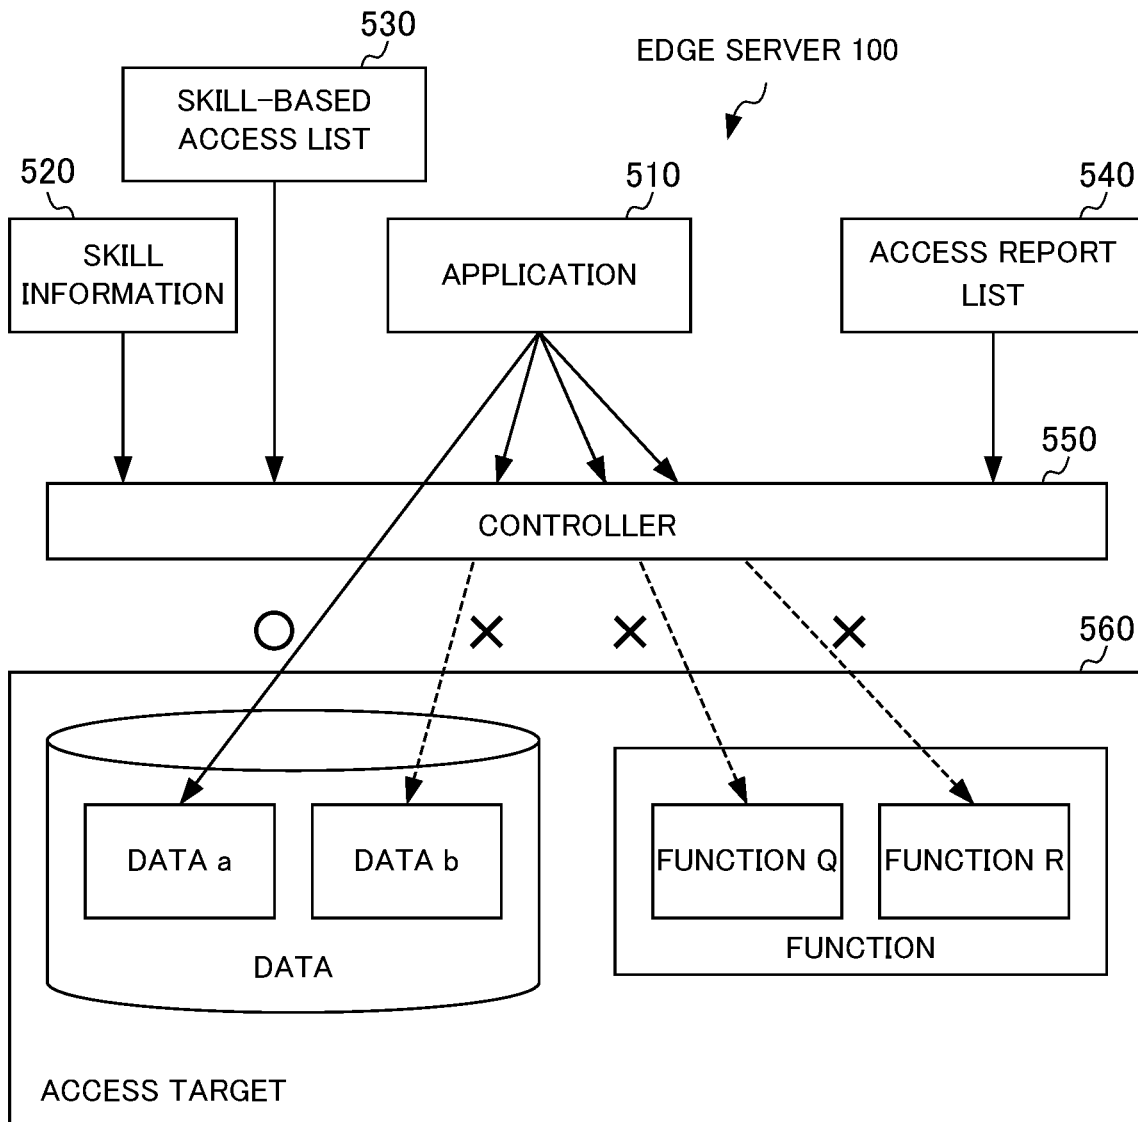 530
EDGE SERVER 100
SKILL-BASED
ACCESS LIST
520
510
540
SKILL
INFORMATION
APPLICATION
ACCESS REPORT
LIST
550
CONTROLLER
560
DATA a
DATA b
FUNCTION Q
FUNCTION R
FUNCTION
DATA
ACCESS TARGET